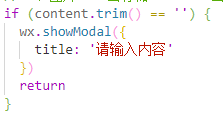 if (content.trim() == '') {
wx.showModal({
title: '请输入内容'
})
return
}